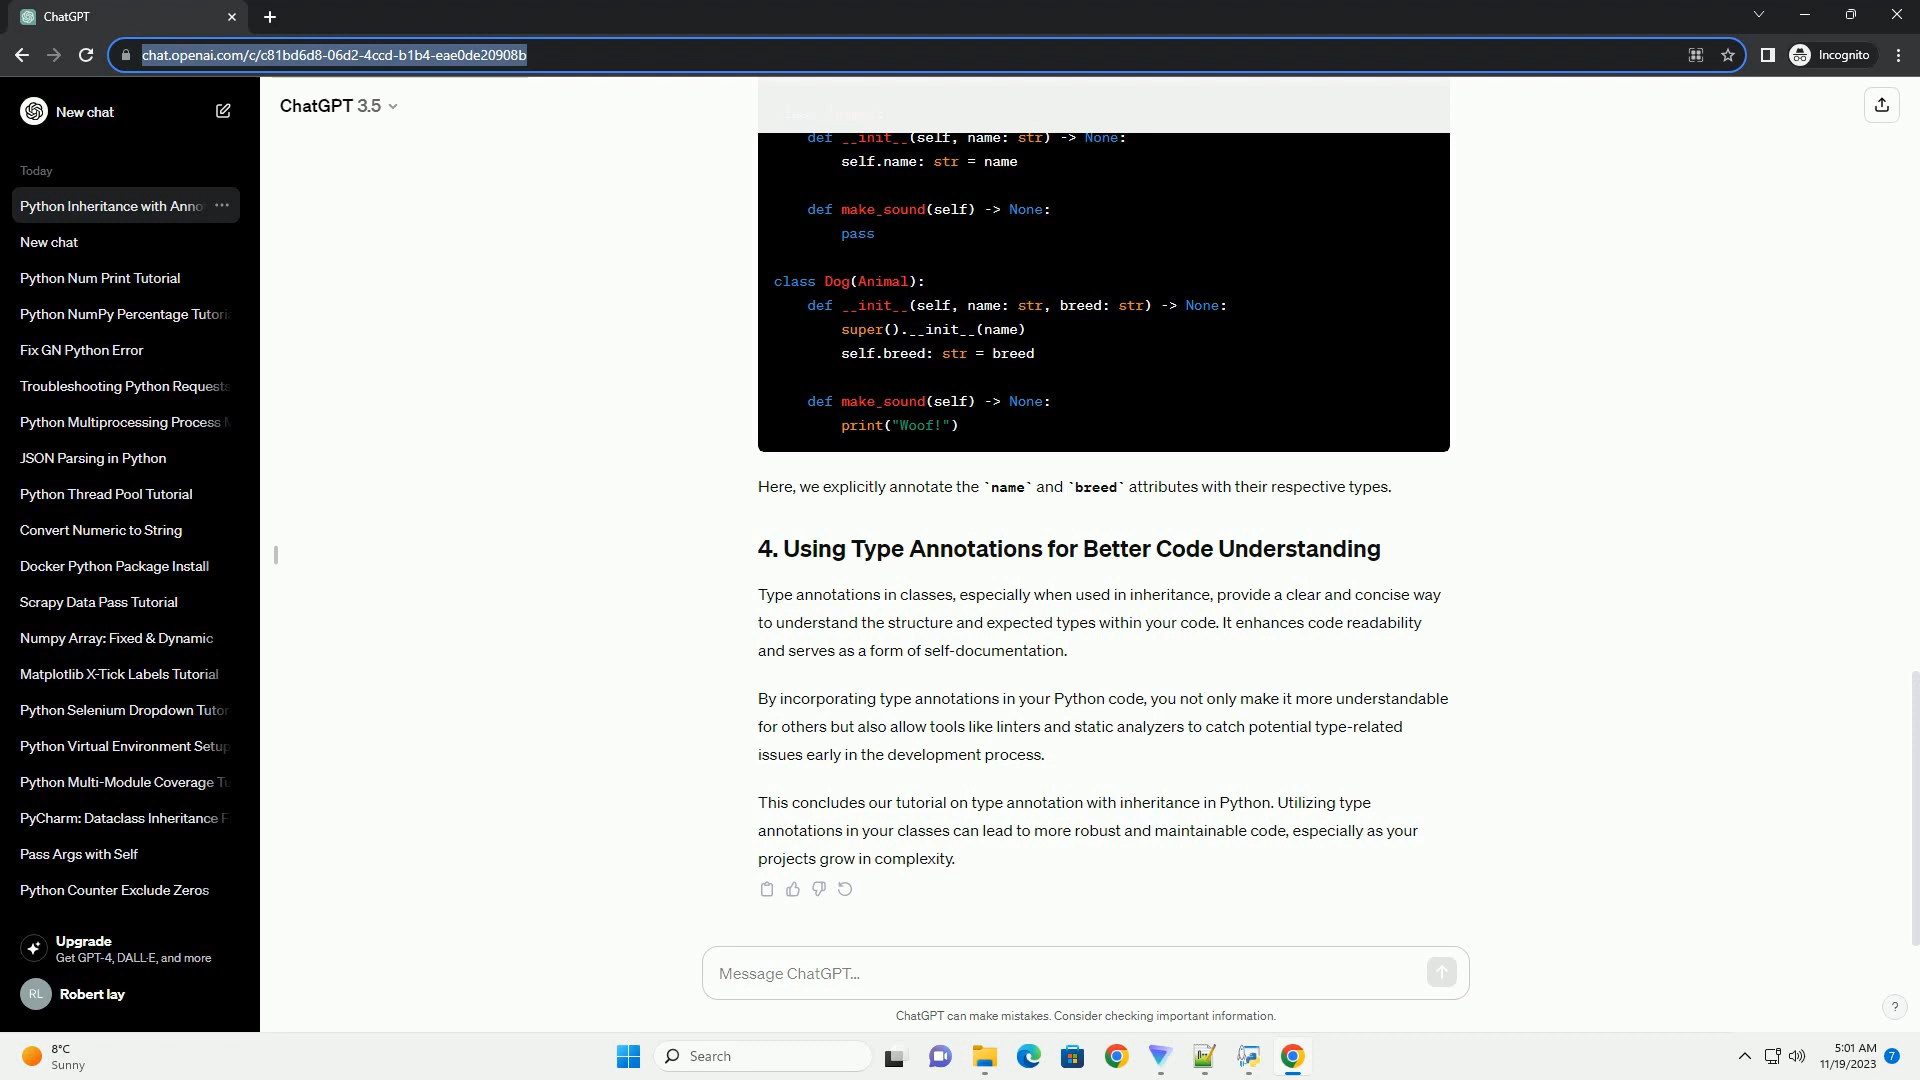 ChatGPT
chat.openai.com/c/c81bd6d8-06d2-4ccd-b1b4-eae0de20908b
Incognito
New chat
Today
Python Inheritance with Anno
New chat
Python Num Print Tutorial
Python NumPy Percentage Tutori
Fix GN Python Error
Troubleshooting Python Requests
Python Multiprocessing Process M
JSON Parsing in Python
Python Thread Pool Tutorial
Convert Numeric to String
Docker Python Package Install
Scrapy Data Pass Tutorial
Numpy Array: Fixed & Dynamic
Matplotlib X-Tick Labels Tutorial
Python Selenium Dropdown Tutor
Python Virtual Environment Setup
Python Multi-Module Coverage Tu
PyCharm: Dataclass Inheritance F
Pass Args with Self
Python Counter Exclude Zeros
Upgrade
Get GPT-4, DALL·E, and more
RL Robert lay
ChatGPT 3.5
def __init__(self, name: str) -> None:
self.name: str = name
def make_sound(self) -> None:
pass
class Dog(Animal):
def __init__(self, name: str, breed: str) -> None:
super().__init__(name)
self.breed: str = breed
def make_sound(self) -> None:
print("Woof!")
Here, we explicitly annotate the `name` and `breed` attributes with their respective types.
4. Using Type Annotations for Better Code Understanding
Type annotations in classes, especially when used in inheritance, provide a clear and concise way
to understand the structure and expected types within your code. It enhances code readability
and serves as a form of self-documentation.
By incorporating type annotations in your Python code, you not only make it more understandable
for others but also allow tools like linters and static analyzers to catch potential type-related
issues early in the development process.
This concludes our tutorial on type annotation with inheritance in Python. Utilizing type
annotations in your classes can lead to more robust and maintainable code, especially as your
projects grow in complexity.
Message ChatGPT...
ChatGPT can make mistakes. Consider checking important information.
?
8°C
Sunny
Search
5:01 AM
11/19/2023
7